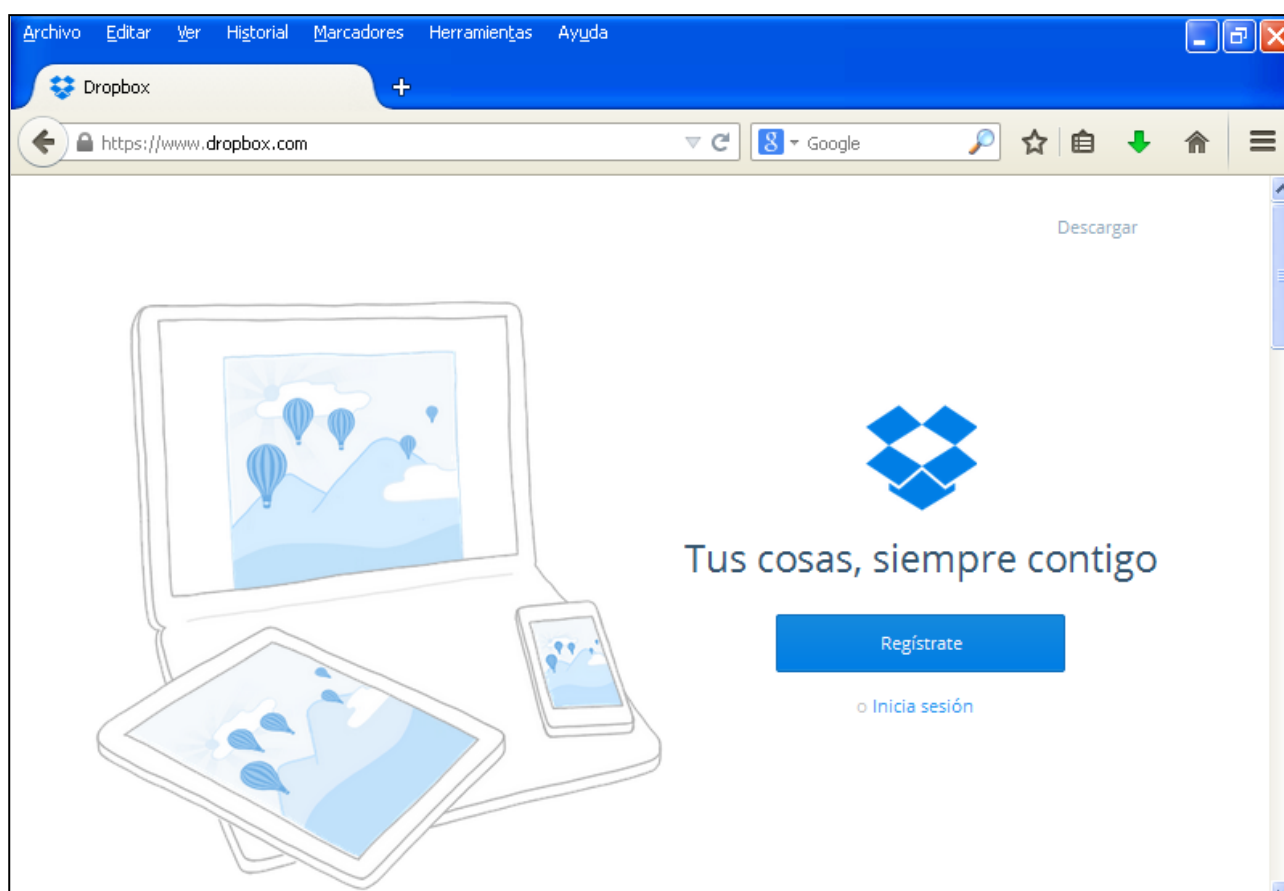 Archivo Editar Ver Historial Marcadores Herramientas Ayuda
Dropbox
https://www.dropbox.com
8 Google
Descargar
Tus cosas, siempre contigo
Regístrate
o Inicia sesión